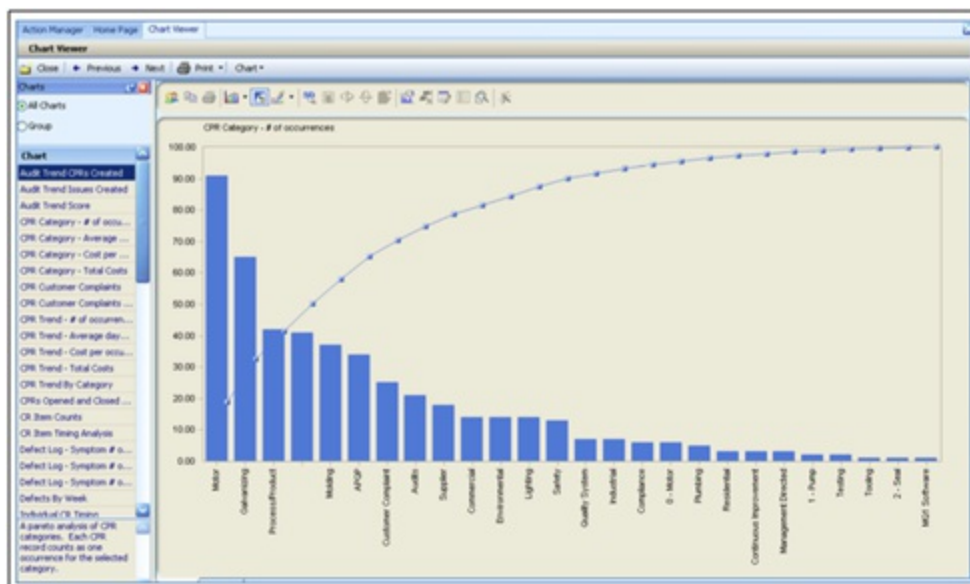 Action Manager Home Page Chart Viewer
Chart Viewer
Close Previous Next Print Chart
Charts
All Charts
Group
Chart
Audit Trend CPRs Created
Audit Trend Issues Created
Audit Trend Score
CPR Category - # of occu...
CPR Category - Average ...
CPR Category - Cost per ...
CPR Category - Total Costs
CPR Customer Complaints
CPR Customer Complaints ...
CPR Trend - # of occurren...
CPR Trend - Average day...
CPR Trend - Cost per occu...
CPR Trend - Total Costs
CPR Trend By Category
CPRs Opened and Closed ...
CR Item Counts
CR Item Timing Analysis
Defect Log - Symptom # o...
Defect Log - Symptom # o...
Defect Log - Symptom # o...
Defects By Week
Individual CR Timing
A pareto analysis of CPR
categories. Each CPR
record counts as one
occurrence for the selected
category.
CPR Category - # of occurrences
100.00
90.00
80.00
70.00
60.00
50.00
40.00
30.00
20.00
10.00
0.00
Motor
Galvanizing
Process/Product
Molding
APQP
Customer Complaint
Audits
Supplier
Commercial
Environmental
Lighting
Safety
Quality System
Industrial
Compliance
0 - Motor
Plumbing
Residential
Continuous Improvement
Management Directed
1 - Pump
Testing
Tooling
2 - Seal
MQ1 Software